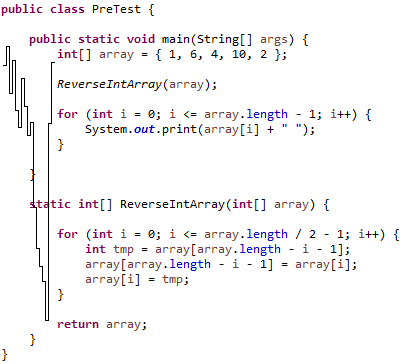 public class PreTest {
public static void main(String[] args) {
int[] array = { 1, 6, 4, 10, 2 };
ReverseIntArray(array);
for (int i = 0; i <= array.length - 1; i++) {
System.out.print(array[i] + " ");
}
}
static int[] ReverseIntArray(int[] array) {
for (int i = 0; i <= array.length / 2 - 1; i++) {
int tmp = array[array.length - i - 1];
array[array.length - i - 1] = array[i];
array[i] = tmp;
}
return array;
}
}